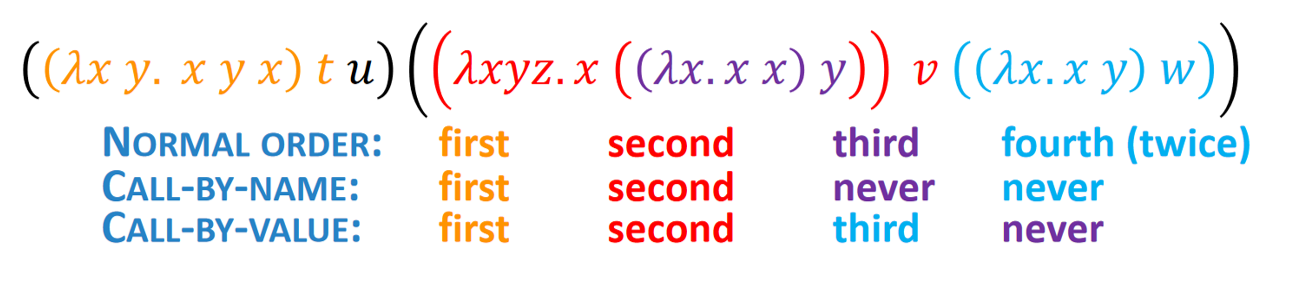 ((λx y. x y x) t u)((λxyz. x ((λx. x x) y)) v ((λx. x y) w))
NORMAL ORDER: first second third fourth (twice)
CALL-BY-NAME: first second never never
CALL-BY-VALUE: first second third never